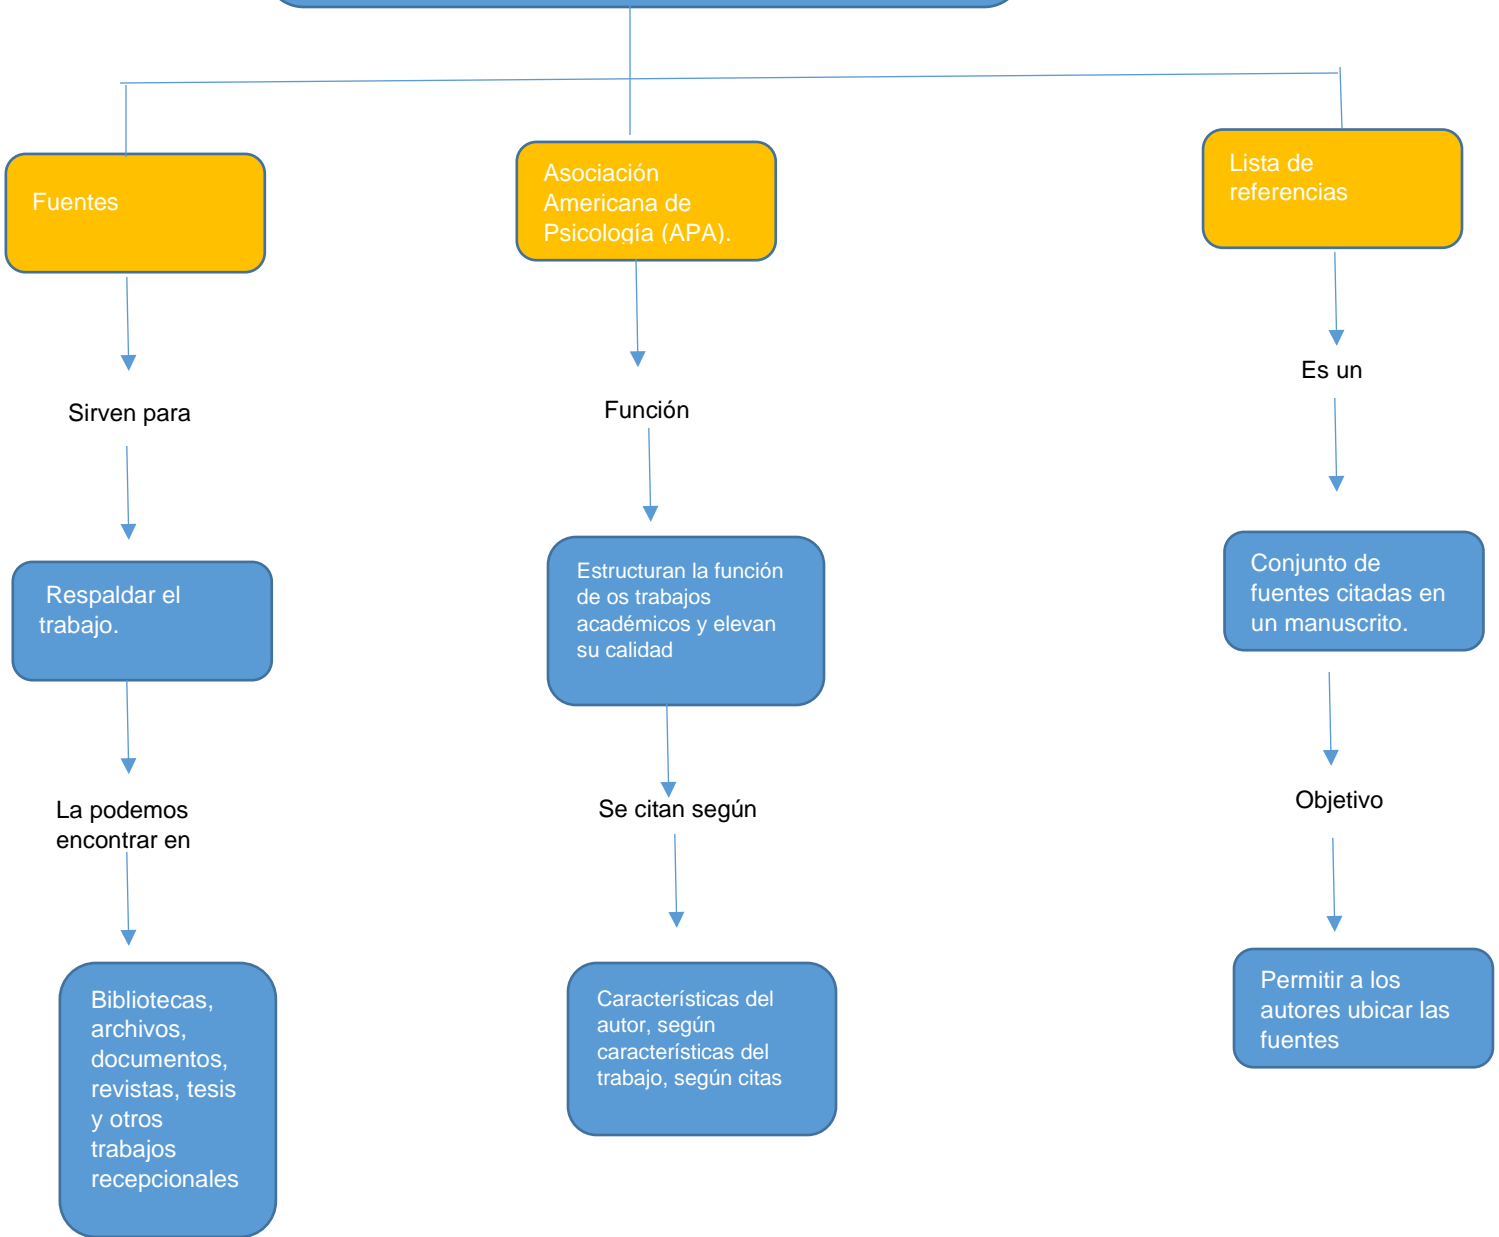 Fuentes
Sirven para
Respaldar el
trabajo.
La podemos
encontrar en
Bibliotecas,
archivos,
documentos,
revistas, tesis
y otros
trabajos
recepcionales
Asociación
Americana de
Psicología (APA).
Función
Estructuran la función
de os trabajos
académicos y elevan
su calidad
Se citan según
Características del
autor, según
características del
trabajo, según citas
Lista de
referencias
Es un
Conjunto de
fuentes citadas en
un manuscrito.
Objetivo
Permitir a los
autores ubicar las
fuentes